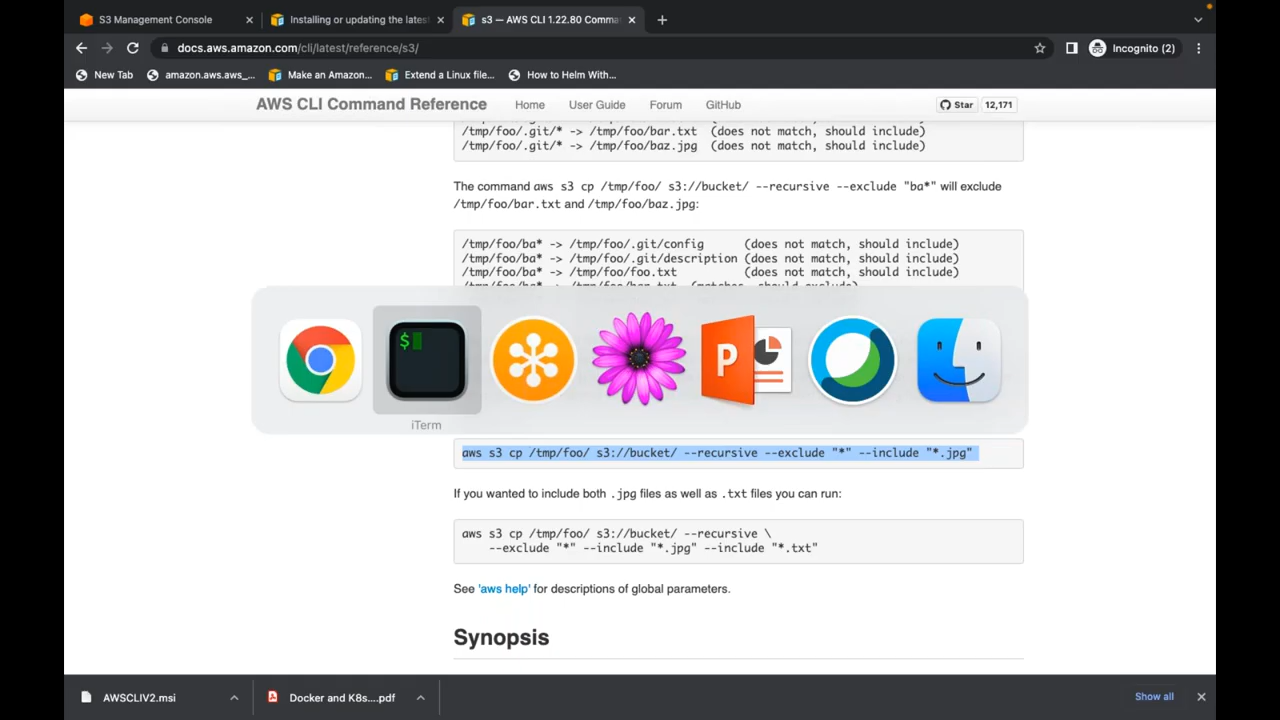 S3 Management Console
Installing or updating the latest
s3 — AWS CLI 1.22.80 Comma
docs.aws.amazon.com/cli/latest/reference/s3/
Incognito (2)
New Tab
amazon.aws.aws_...
Make an Amazon...
Extend a Linux file...
How to Helm With...
AWS CLI Command Reference
Home
User Guide
Forum
GitHub
Star
12,171
/tmp/foo/.git/* -> /tmp/foo/bar.txt (does not match, should include)
/tmp/foo/.git/* -> /tmp/foo/baz.jpg (does not match, should include)
The command aws s3 cp /tmp/foo/ s3://bucket/ --recursive --exclude "ba*" will exclude
/tmp/foo/bar.txt and /tmp/foo/baz.jpg:
/tmp/foo/ba* -> /tmp/foo/.git/config (does not match, should include)
/tmp/foo/ba* -> /tmp/foo/.git/description (does not match, should include)
/tmp/foo/ba* -> /tmp/foo/foo.txt (does not match, should include)
$
P
iTerm
aws s3 cp /tmp/foo/ s3://bucket/ --recursive --exclude "*" --include "*.jpg"
If you wanted to include both .jpg files as well as .txt files you can run:
aws s3 cp /tmp/foo/ s3://bucket/ --recursive \
--exclude "*" --include "*.jpg" --include "*.txt"
See 'aws help' for descriptions of global parameters.
Synopsis
AWSCLIV2.msi
Docker and K8s....pdf
Show all